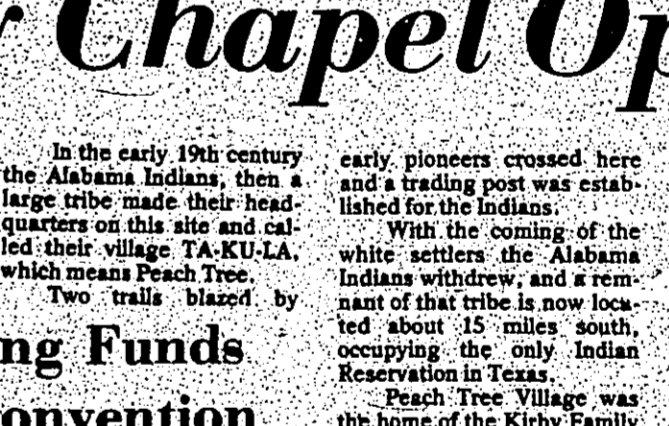 Chapel Op
In the early 19th century
the Alabama Indians, then a
large tribe made their head-
quarters on this site and cal-
led their village TA-KU-LA,
which means Peach Tree.
Two trails blazed by
ng Funds
onvention
early pioneers crossed here
and a trading post was estab-
lished for the Indians.
With the coming of the
white settlers the Alabama
Indians withdrew, and a rem-
nant of that tribe is now loca-
ted about 15 miles south,
occupying the only Indian
Reservation in Texas.
Peach Tree Village was
the home of the Kirby Family